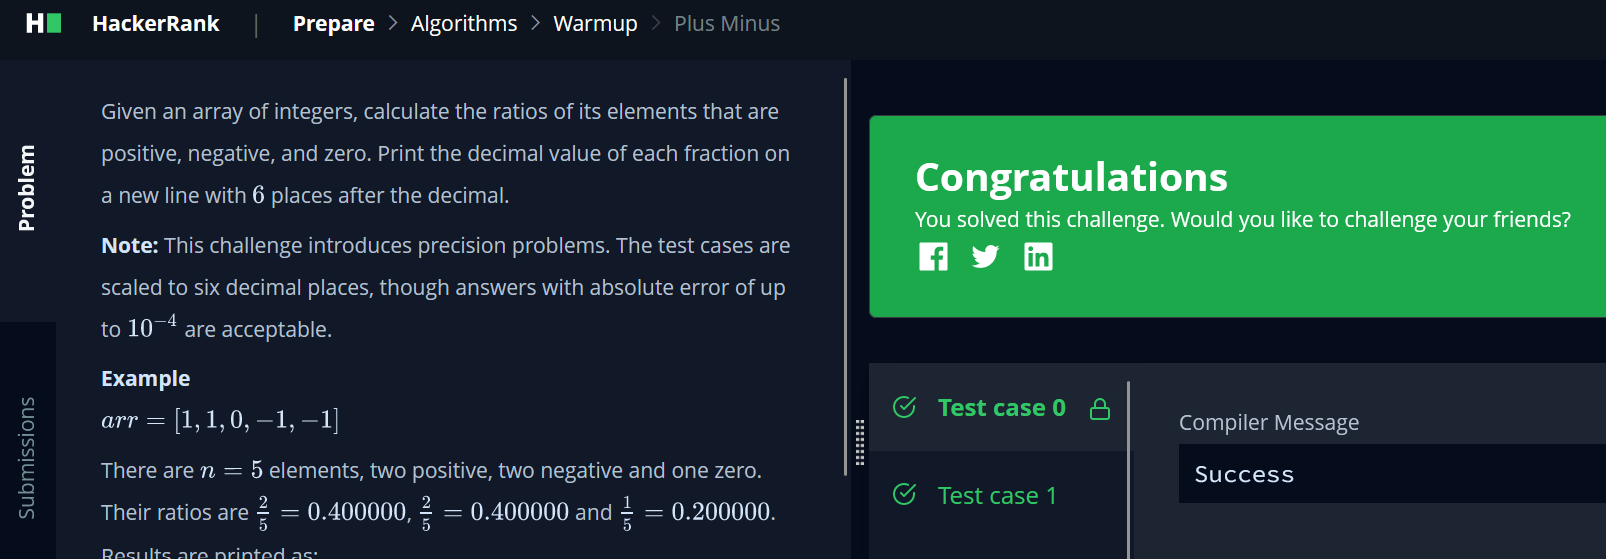 HackerRank | Prepare > Algorithms > Warmup > Plus Minus
Problem
Submissions
Given an array of integers, calculate the ratios of its elements that are
positive, negative, and zero. Print the decimal value of each fraction on
a new line with 6 places after the decimal.
Note: This challenge introduces precision problems. The test cases are
scaled to six decimal places, though answers with absolute error of up
to 10^{-4} are acceptable.
Example
arr = [1, 1, 0, −1, −1]
There are n = 5 elements, two positive, two negative and one zero.
Their ratios are 2/5 = 0.400000, 2/5 = 0.400000 and 1/5 = 0.200000.
Results are printed as:
Congratulations
You solved this challenge. Would you like to challenge your friends?
Test case 0
Test case 1
Compiler Message
Success